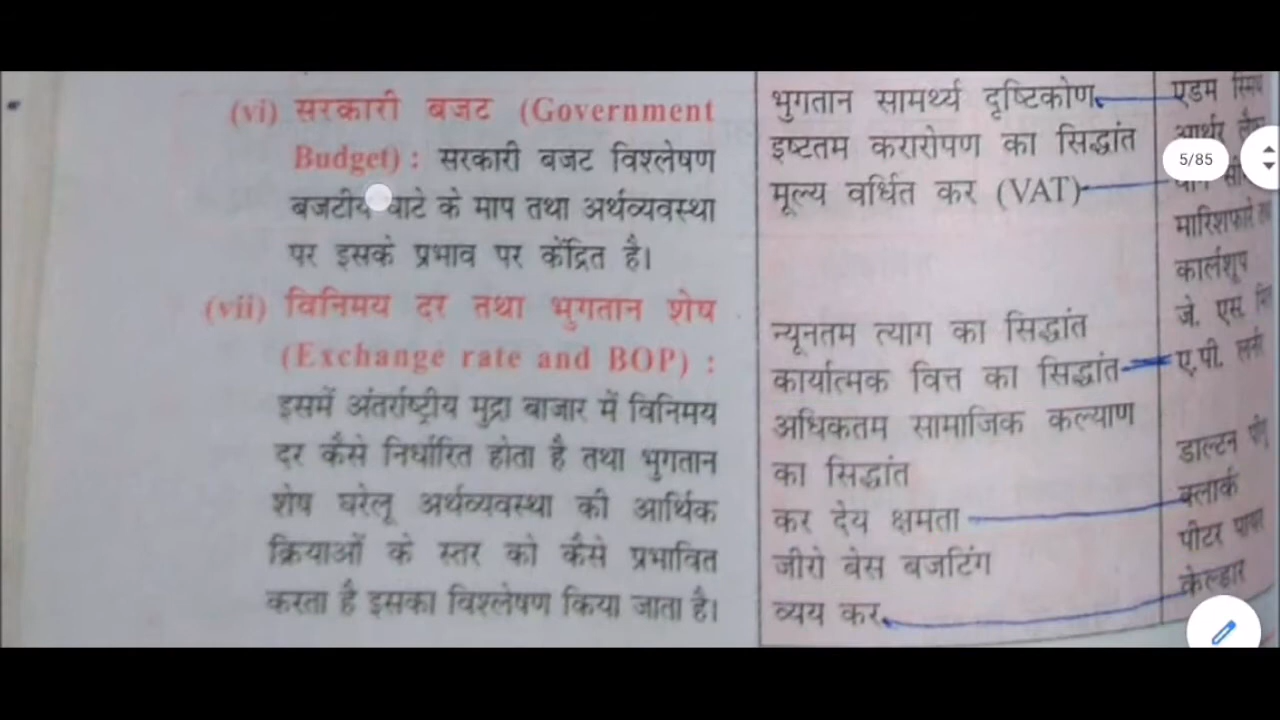 (vi) सरकारी बजट (Government
Budget) : सरकारी बजट विश्लेषण
बजटीय घाटे के माप तथा अर्थव्यवस्था
पर इसके प्रभाव पर केंद्रित है।
(vii) विनिमय दर तथा भुगतान शेष
(Exchange rate and BOP) :
इसमें अंतर्राष्ट्रीय मुद्रा बाजार में विनिमय
दर कैसे निर्धारित होता है तथा भुगतान
शेष घरेलू अर्थव्यवस्था की आर्थिक
क्रियाओं के स्तर को कैसे प्रभावित
करता है इसका विश्लेषण किया जाता है।
भुगतान सामर्थ्य दृष्टिकोण
इष्टतम करारोपण का सिद्धांत
मूल्य वर्धित कर (VAT)
न्यूनतम त्याग का सिद्धांत
कार्यात्मक वित्त का सिद्धांत
अधिकतम सामाजिक कल्याण
का सिद्धांत
कर देय क्षमता
जीरो बेस बजटिंग
व्यय कर
एडम
आर्थर
मारिशफारे
कार्लशूप
जे. एस.
ए.पी.
डाल्टन
क्लार्क
पीटर
केल्डार
5/85